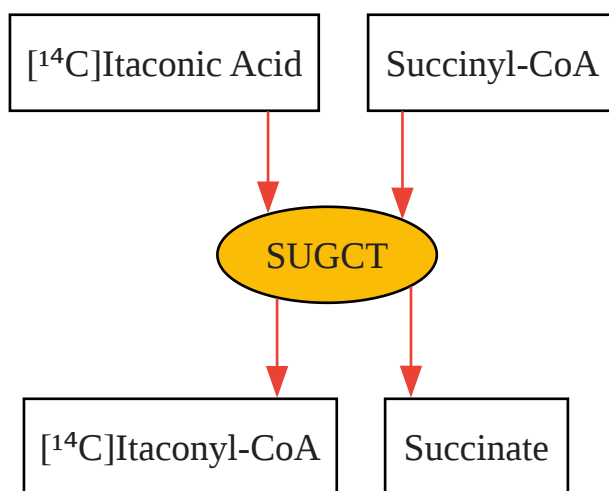 [¹⁴C]Itaconic Acid
Succinyl-CoA
SUGCT
[¹⁴C]Itaconyl-CoA
Succinate